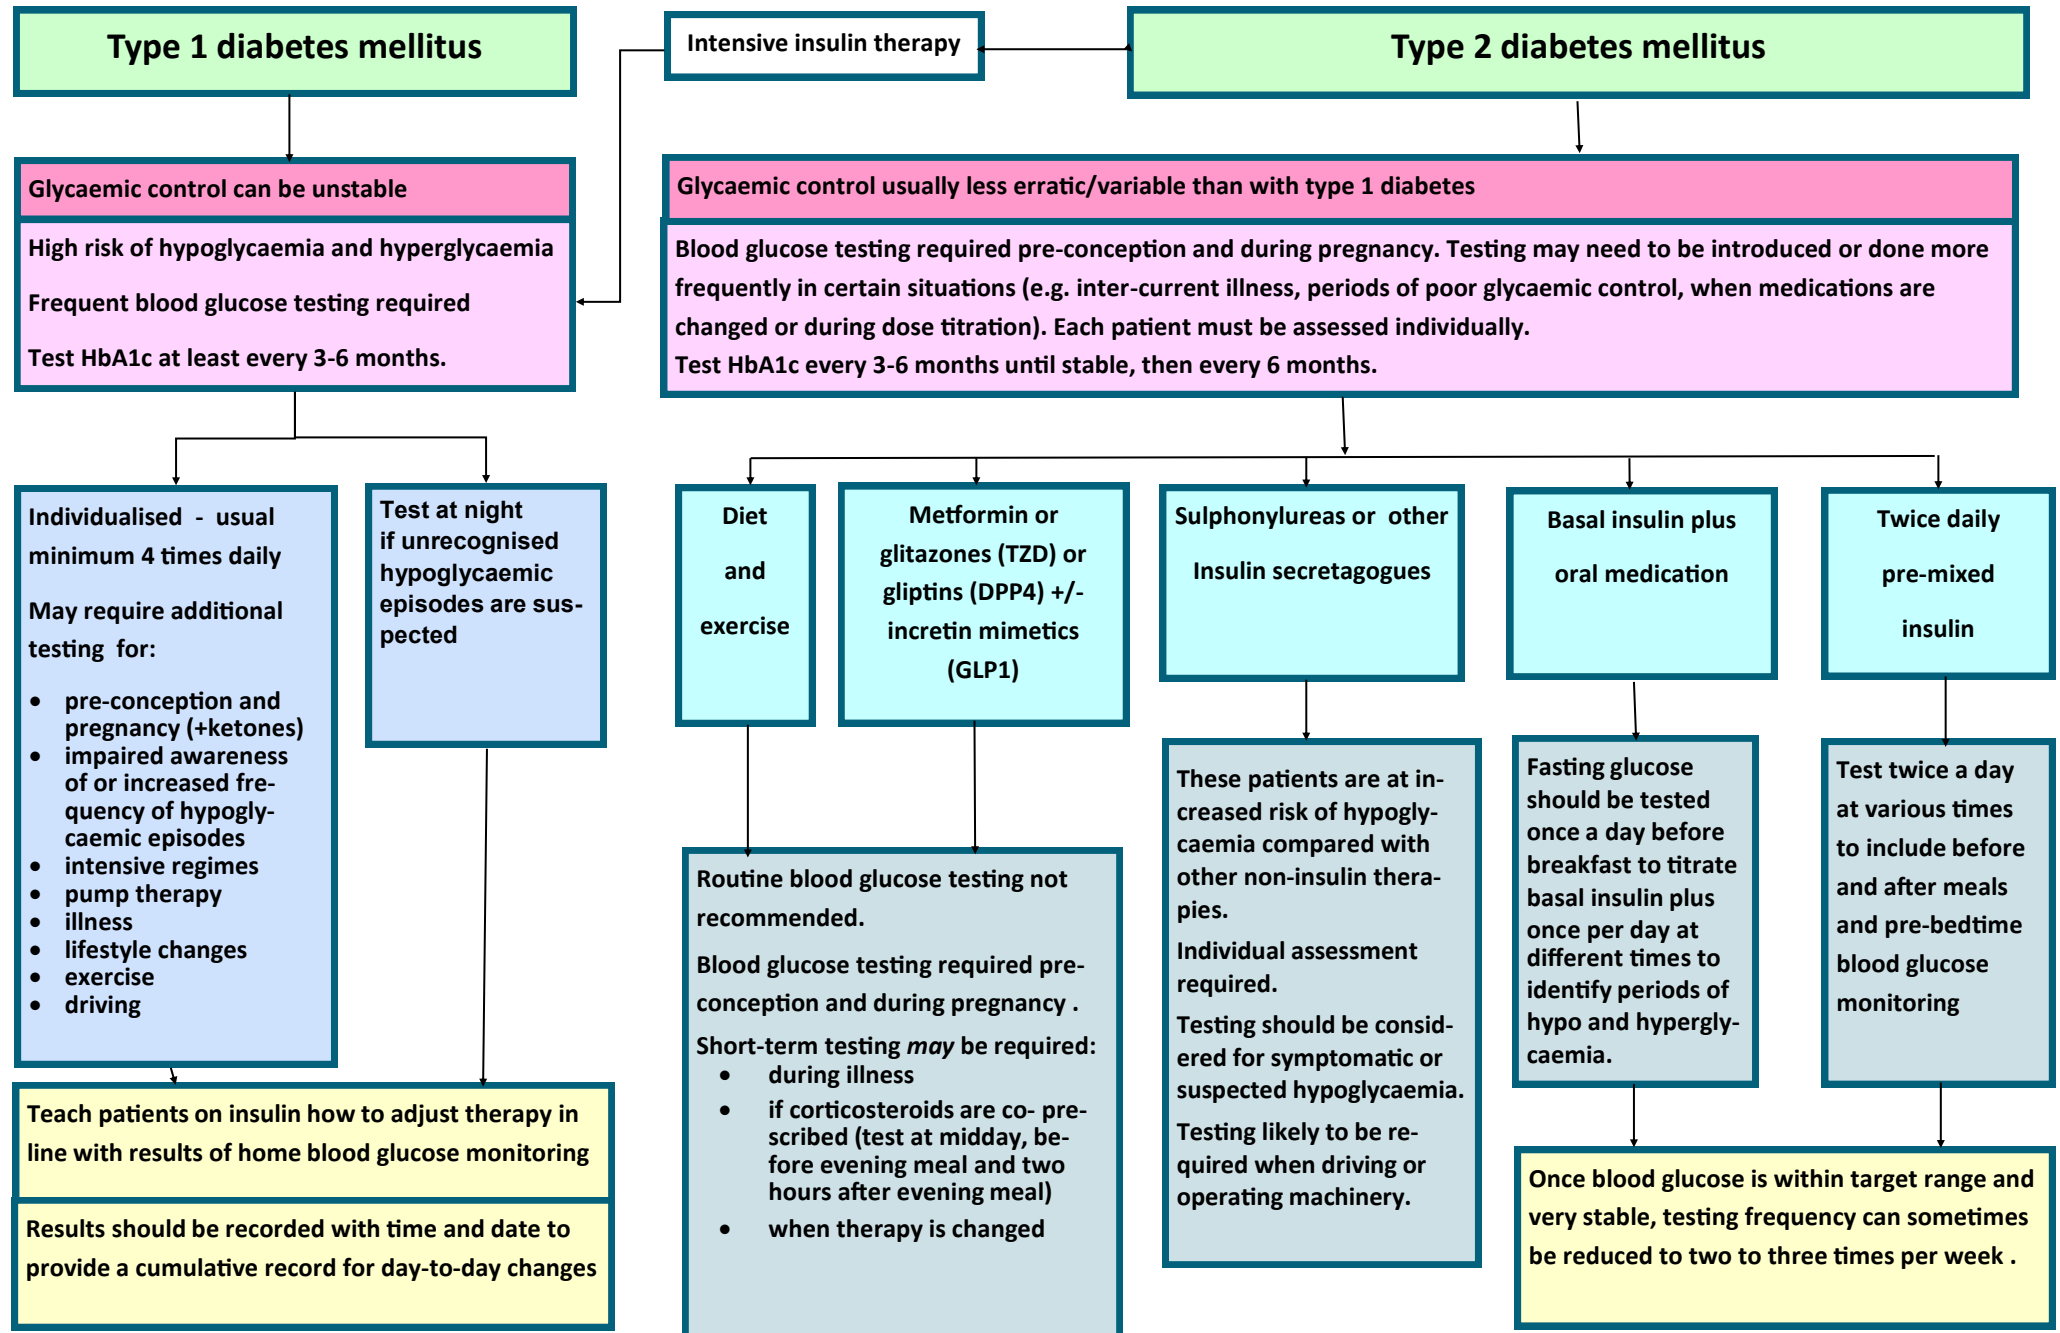 Type 1 diabetes mellitus
Intensive insulin therapy
Type 2 diabetes mellitus
Glycaemic control can be unstable
High risk of hypoglycaemia and hyperglycaemia
Frequent blood glucose testing required
Test HbA1c at least every 3-6 months.
Glycaemic control usually less erratic/variable than with type 1 diabetes
Blood glucose testing required pre-conception and during pregnancy. Testing may need to be introduced or done more
frequently in certain situations (e.g. inter-current illness, periods of poor glycaemic control, when medications are
changed or during dose titration). Each patient must be assessed individually.
Test HbA1c every 3-6 months until stable, then every 6 months.
Individualised - usual
minimum 4 times daily
May require additional
testing for:
• pre-conception and
pregnancy (+ketones)
• impaired awareness
of or increased fre-
quency of hypogly-
caemic episodes
• intensive regimes
• pump therapy
• illness
• lifestyle changes
• exercise
• driving
Test at night
if unrecognised
hypoglycaemic
episodes are sus-
pected
Teach patients on insulin how to adjust therapy in
line with results of home blood glucose monitoring
Results should be recorded with time and date to
provide a cumulative record for day-to-day changes
Diet
and
exercise
Metformin or
glitazones (TZD) or
gliptins (DPP4) +/-
incretin mimetics
(GLP1)
Sulphonylureas or other
Insulin secretagogues
Basal insulin plus
oral medication
Twice daily
pre-mixed
insulin
Routine blood glucose testing not
recommended.
Blood glucose testing required pre-
conception and during pregnancy .
Short-term testing may be required:
• during illness
• if corticosteroids are co- pre-
scribed (test at midday, be-
fore evening meal and two
hours after evening meal)
• when therapy is changed
These patients are at in-
creased risk of hypogly-
caemia compared with
other non-insulin thera-
pies.
Individual assessment
required.
Testing should be consid-
ered for symptomatic or
suspected hypoglycaemia.
Testing likely to be re-
quired when driving or
operating machinery.
Fasting glucose
should be tested
once a day before
breakfast to titrate
basal insulin plus
once per day at
different times to
identify periods of
hypo and hypergly-
caemia.
Test twice a day
at various times
to include before
and after meals
and pre-bedtime
blood glucose
monitoring
Once blood glucose is within target range and
very stable, testing frequency can sometimes
be reduced to two to three times per week .